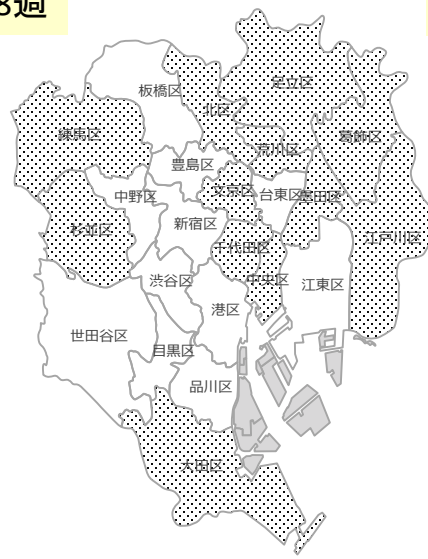 8週
板橋区
足立区
北区
練馬区
荒川区
葛飾区
豊島区
文京区
台東区
墨田区
中野区
杉並区
新宿区
千代田区
江戸川区
渋谷区
中央区
江東区
港区
世田谷区
目黒区
品川区
大田区